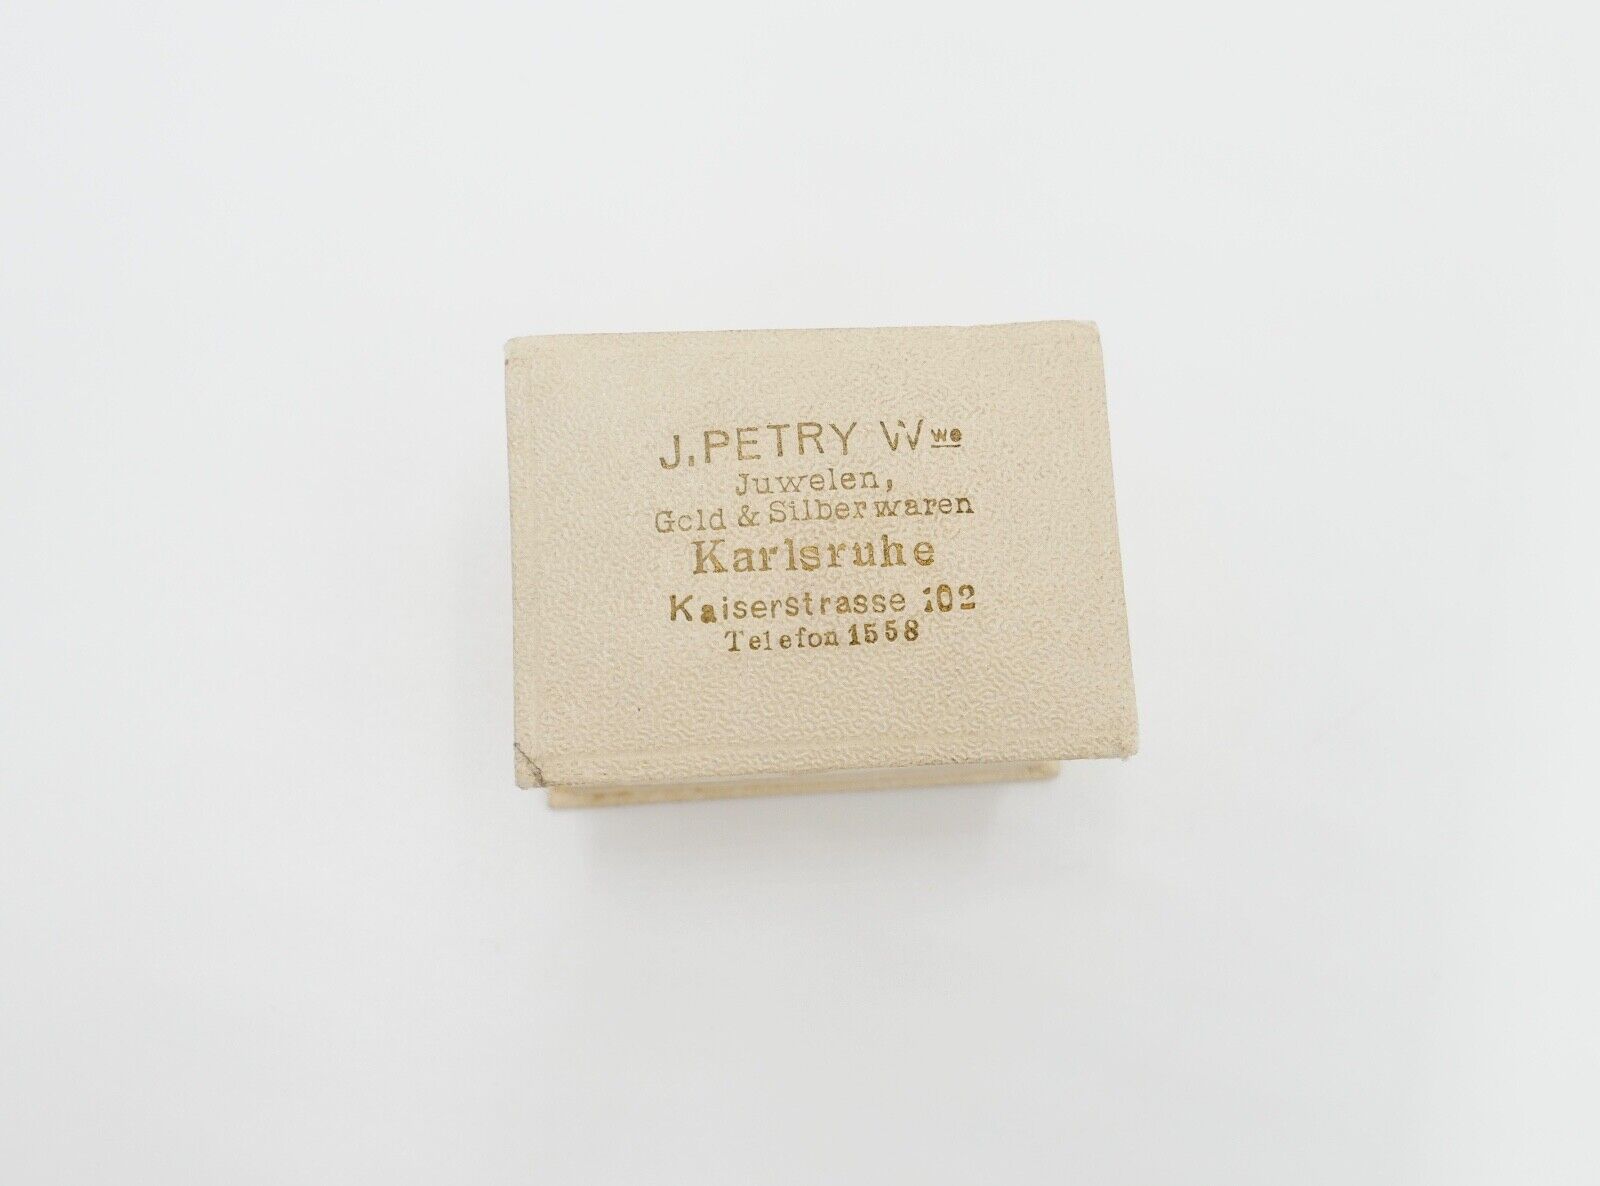 J. PETRY Wwe
Juwelen,
Gold & Silberwaren
Karlsruhe
Kaiserstrasse 102
Telefon 1558